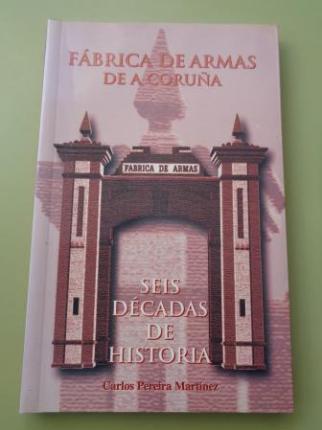 FÁBRICA DE ARMAS
DE A CORUÑA
FABRICA DE ARMAS
SEIS
DÉCADAS
DE
HISTORIA
Carlos Pereira Martínez